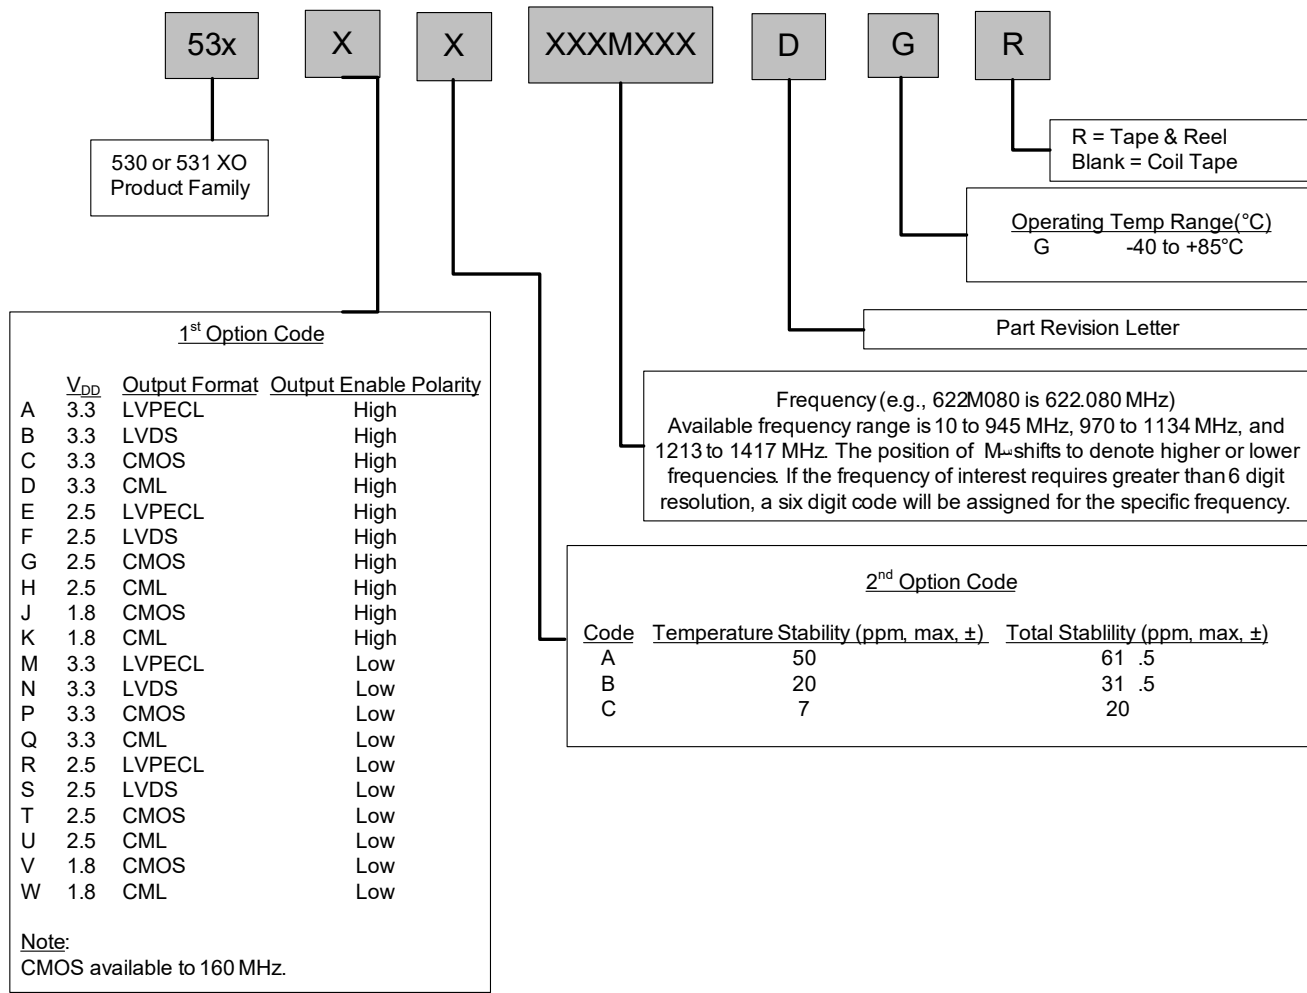 53x X X XXXMXXX D G R
530 or 531 XO
Product Family
R = Tape & Reel
Blank = Coil Tape
Operating Temp Range(°C)
G -40 to +85°C
Part Revision Letter
Frequency (e.g., 622M080 is 622.080 MHz)
Available frequency range is 10 to 945 MHz, 970 to 1134 MHz, and
1213 to 1417 MHz. The position of M shifts to denote higher or lower
frequencies. If the frequency of interest requires greater than 6 digit
resolution, a six digit code will be assigned for the specific frequency.
1st Option Code
VDD Output Format Output Enable Polarity
A 3.3 LVPECL High
B 3.3 LVDS High
C 3.3 CMOS High
D 3.3 CML High
E 2.5 LVPECL High
F 2.5 LVDS High
G 2.5 CMOS High
H 2.5 CML High
J 1.8 CMOS High
K 1.8 CML High
M 3.3 LVPECL Low
N 3.3 LVDS Low
P 3.3 CMOS Low
Q 3.3 CML Low
R 2.5 LVPECL Low
S 2.5 LVDS Low
T 2.5 CMOS Low
U 2.5 CML Low
V 1.8 CMOS Low
W 1.8 CML Low
Note:
CMOS available to 160 MHz.
2nd Option Code
Code Temperature Stability (ppm, max, ±) Total Stablility (ppm, max, ±)
A 50 61 .5
B 20 31 .5
C 7 20